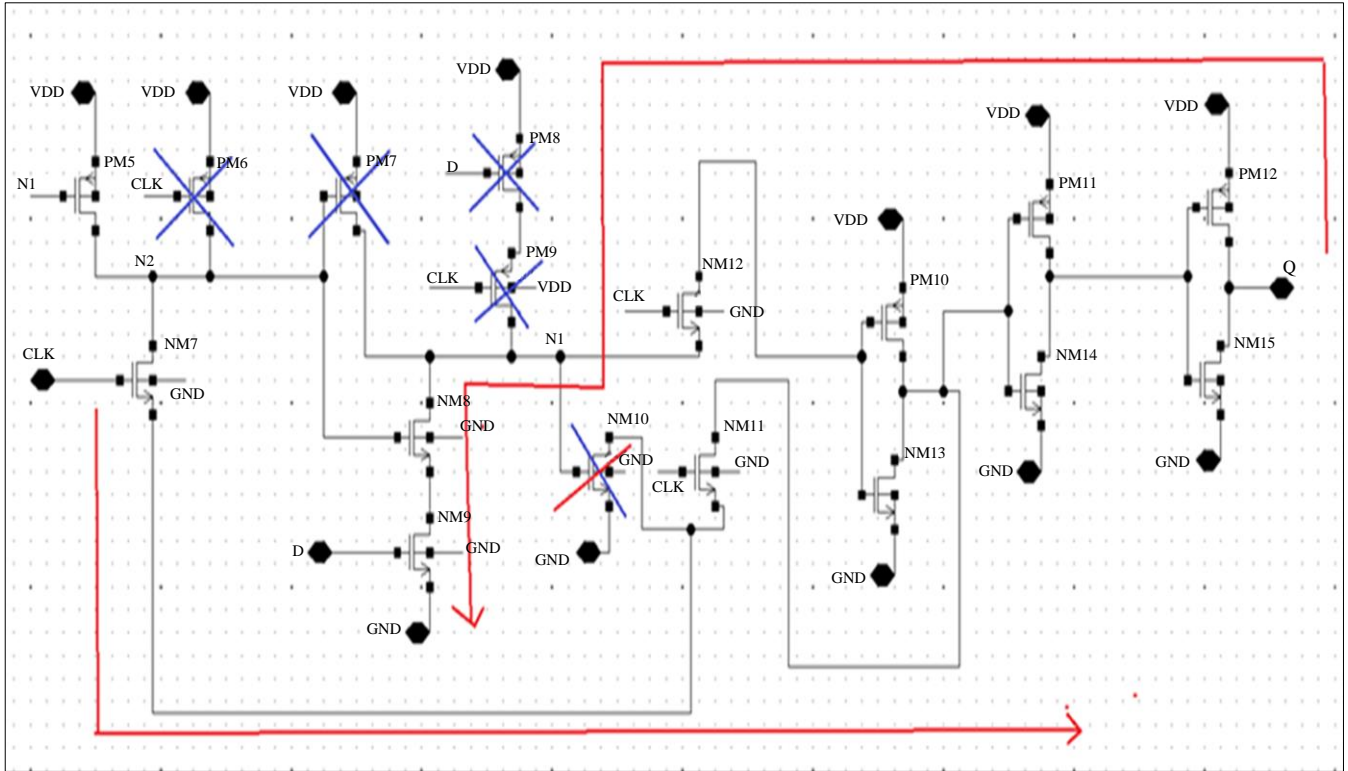 VDD
VDD VDD VDD
VDD VDD
PM5 PM6 PM7 PM8
N1 CLK D
PM11 PM12
VDD
N2 PM9
CLK VDD
NM12 PM10
Q
CLK GND
N1
NM7
CLK
GND
NM14 NM15
NM8
GND
NM10 NM11
GND GND
CLK
NM13
GND GND
NM9
D GND
GND
GND
GND